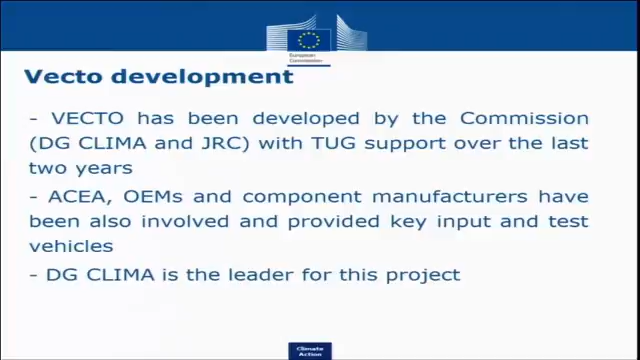 European
Commission
Vecto development
- VECTO has been developed by the Commission
(DG CLIMA and JRC) with TUG support over the last
two years
- ACEA, OEMs and component manufacturers have
been also involved and provided key input and test
vehicles
- DG CLIMA is the leader for this project
Climate
Action